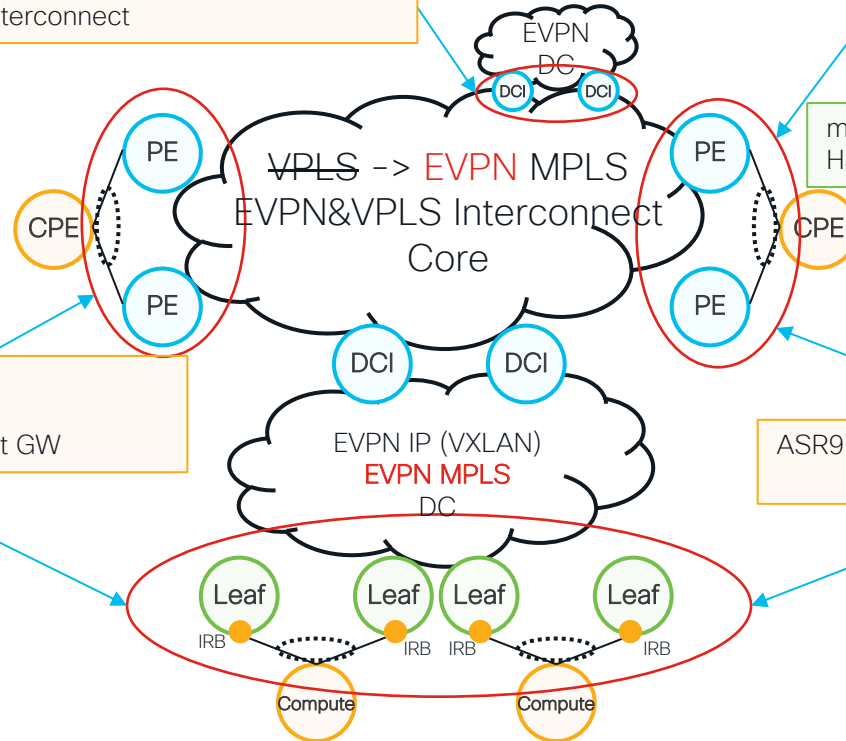 terconnect
EVPN
DC
DCI
DCI
PE
PE
m
H
VPLS -> EVPN MPLS
EVPN&VPLS Interconnect
Core
CPE
CPE
PE
PE
DCI
DCI
t GW
EVPN IP (VXLAN)
EVPN MPLS
DC
ASR9
Leaf
Leaf
Leaf
Leaf
IRB
IRB
IRB
IRB
Compute
Compute